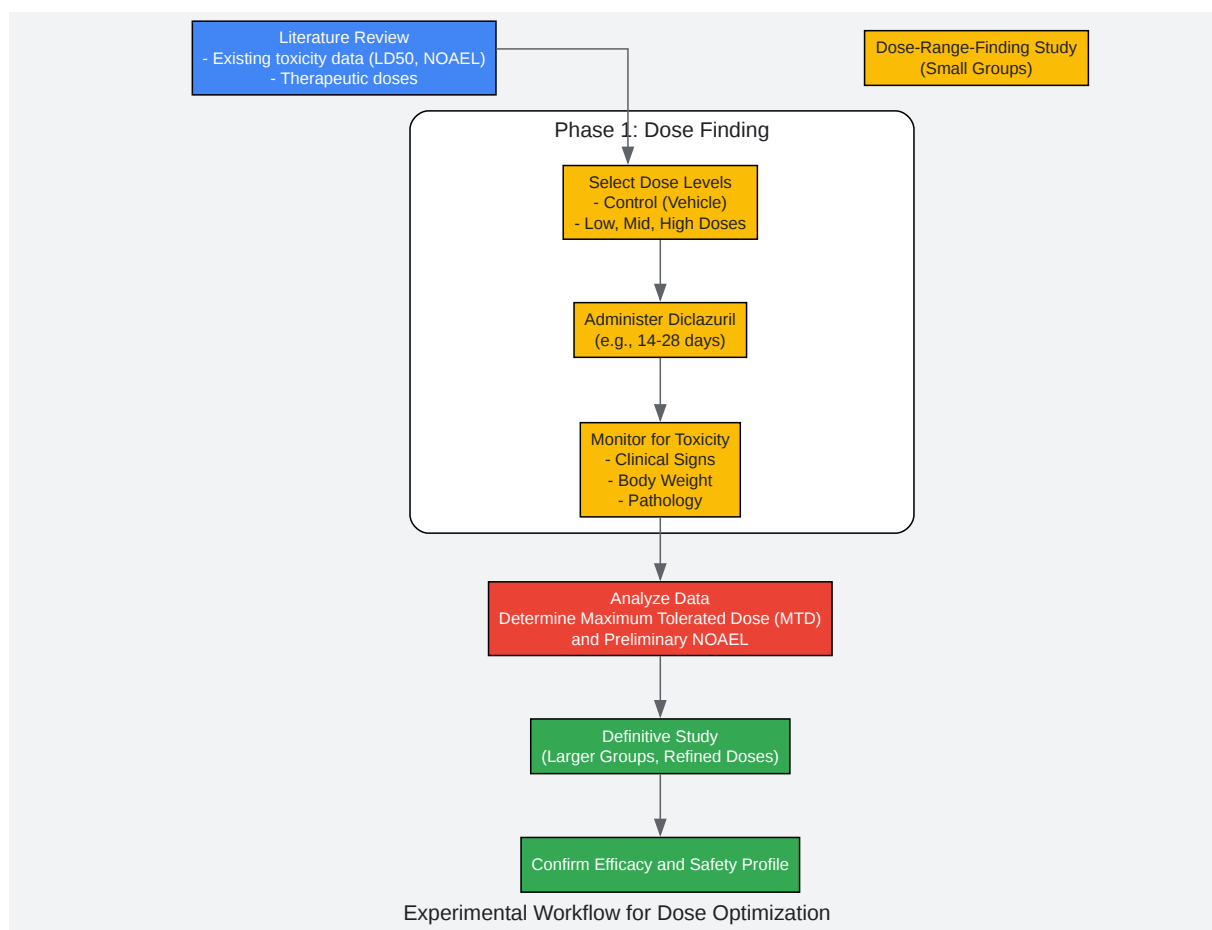 Literature Review
- Existing toxicity data (LD50, NOAEL)
- Therapeutic doses
Dose-Range-Finding Study
(Small Groups)
Phase 1: Dose Finding
Select Dose Levels
- Control (Vehicle)
- Low, Mid, High Doses
Administer Diclazuril
(e.g., 14-28 days)
Monitor for Toxicity
- Clinical Signs
- Body Weight
- Pathology
Analyze Data
Determine Maximum Tolerated Dose (MTD)
and Preliminary NOAEL
Definitive Study
(Larger Groups, Refined Doses)
Confirm Efficacy and Safety Profile
Experimental Workflow for Dose Optimization